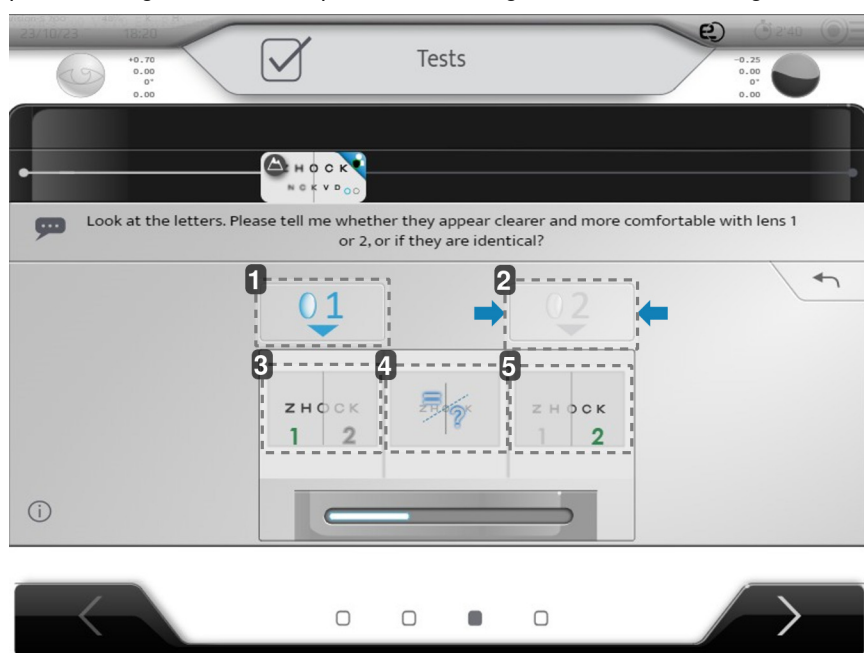 23/10/23 18:20
Tests
2'40
+0.70
0.00
0°
0.00
-0.25
0.00
0°
0.00
ZHOCK
NCKVD
Look at the letters. Please tell me whether they appear clearer and more comfortable with lens 1
or 2, or if they are identical?
1
2
01
02
3
4
5
ZHOCK
1 2
ZHOCK
= ?
ZHOCK
1 2